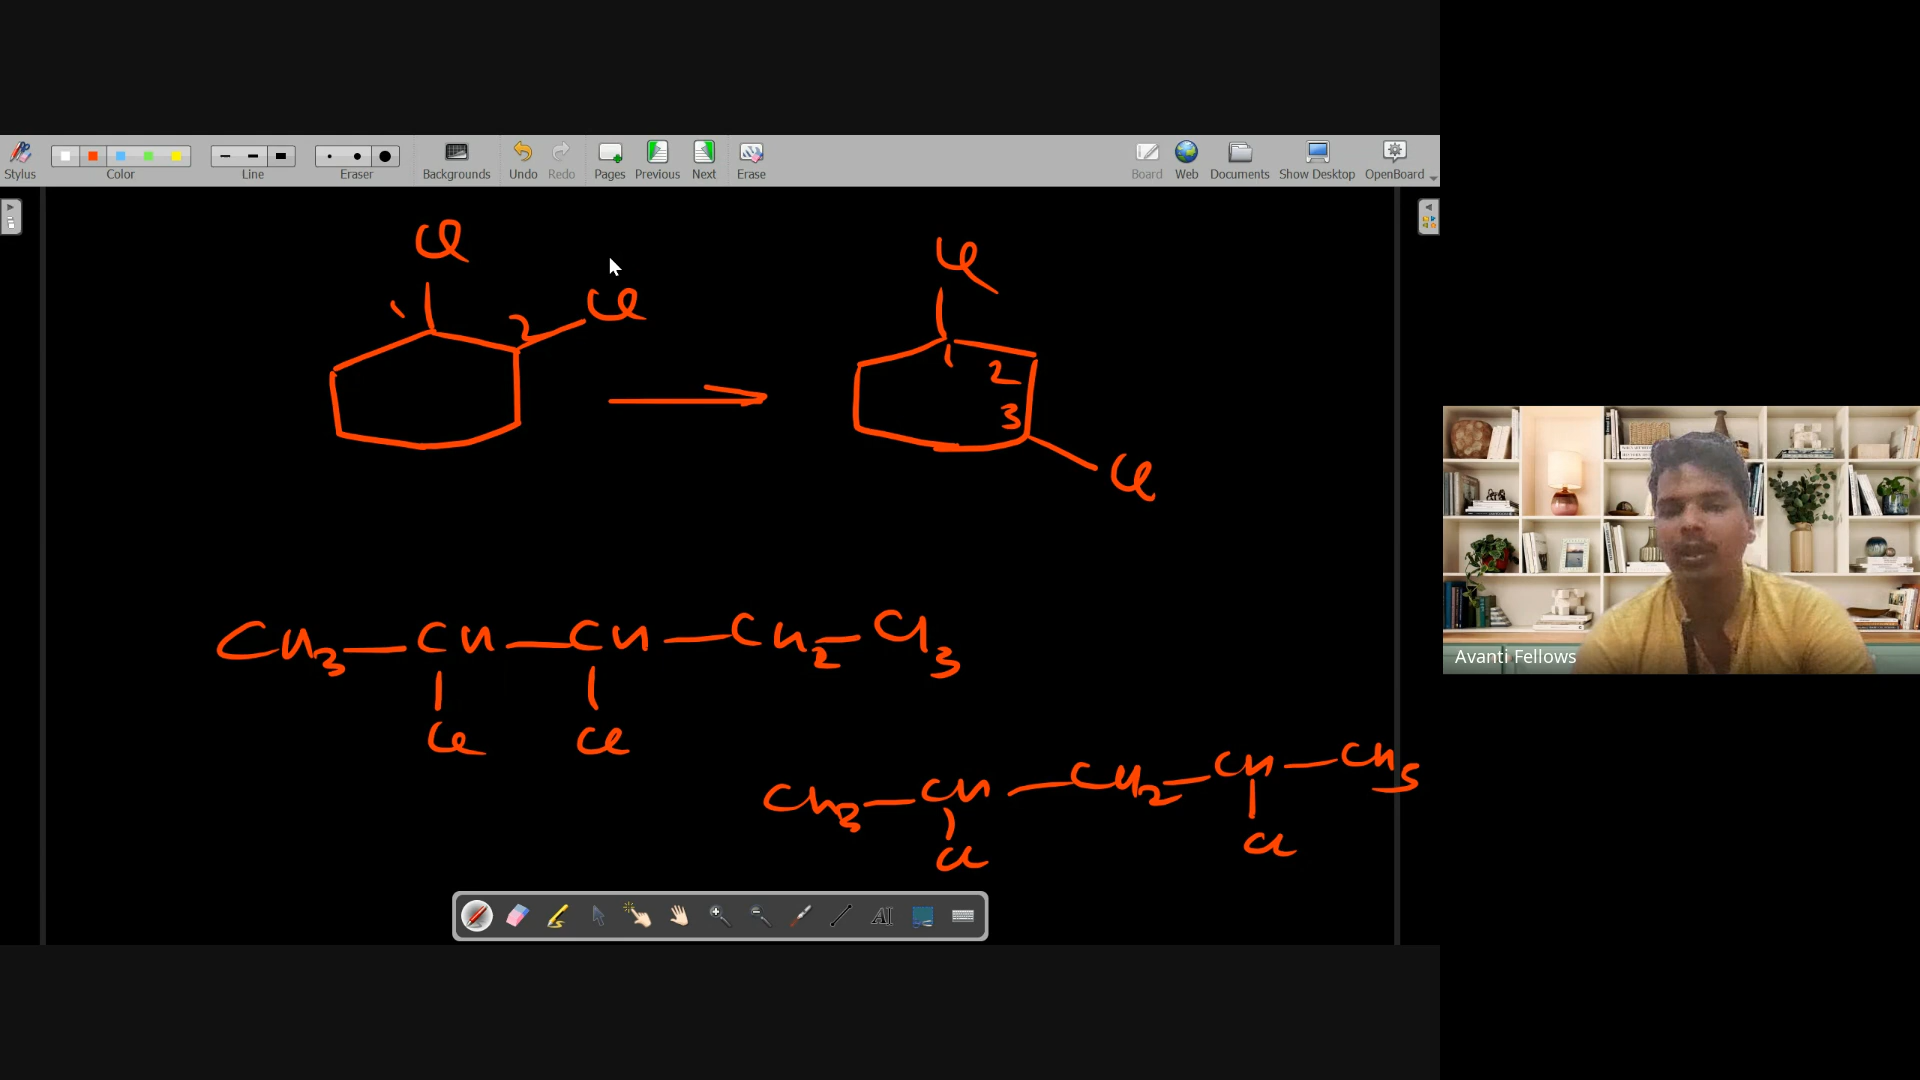 Stylus Color Line Eraser Backgrounds Undo Redo Pages Previous Next Erase Board Web Documents Show Desktop OpenBoard
Cl Cl
1 2 Cl
1 2
3
Cl
CH3 — CH — CH — CH2 — CH3
Cl Cl
CH3 — CH — CH2 — CH — CH3
Cl Cl
Avanti Fellows